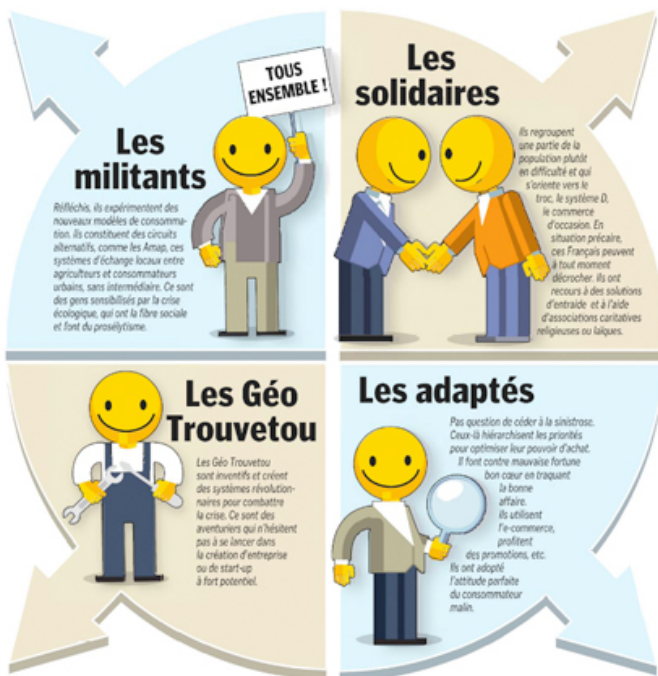 TOUS
ENSEMBLE !
Les
militants
Réfléchis, ils expérimentent des
nouveaux modèles de consomma-
tion. Ils constituent des circuits
alternatifs, comme les Amap, ces
systèmes d'échange locaux entre
agriculteurs et consommateurs
urbains, sans intermédiaire. Ce sont
des gens sensibilisés par la crise
écologique, qui ont la fibre sociale
et font du prosélytisme.
Les
solidaires
Ils regroupent
une partie de la
population plutôt
en difficulté et qui
s'oriente vers le
troc, le système D,
le commerce
d'occasion. En
situation précaire,
ces Français peuvent
à tout moment
décrocher. Ils ont
recours à des solutions
d'entraide et à l'aide
d'associations caritatives
religieuses ou laïques.
Les Géo
Trouvetou
Les Géo Trouvetou
sont inventifs et créent
des systèmes révolution-
naires pour combattre
la crise. Ce sont des
aventuriers qui n'hésitent
pas à se lancer dans
la création d'entreprise
ou de start-up
à fort potentiel.
Les adaptés
Pas question de céder à la sinistrose.
Ceux-là hiérarchisent les priorités
pour optimiser leur pouvoir d'achat.
Il font contre mauvaise fortune
bon cœur en traquant
la bonne
affaire.
Ils utilisent
l'e-commerce,
profitent
des promotions, etc.
Ils ont adopté
l'attitude parfaite
du consommateur
malin.